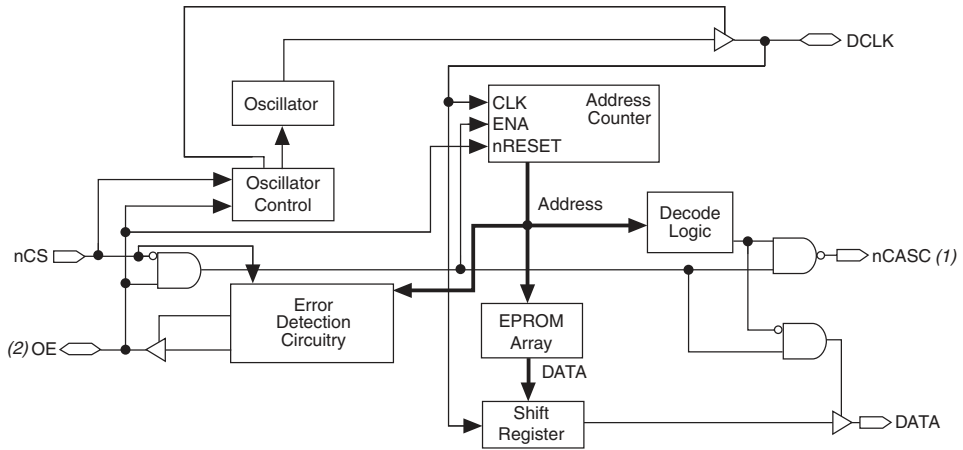 DCLK
Oscillator
CLK
Address
Counter
ENA
nRESET
Oscillator
Control
Address
Decode
Logic
nCS
nCASC (1)
Error
Detection
Circuitry
EPROM
Array
(2) OE
DATA
Shift
Register
DATA